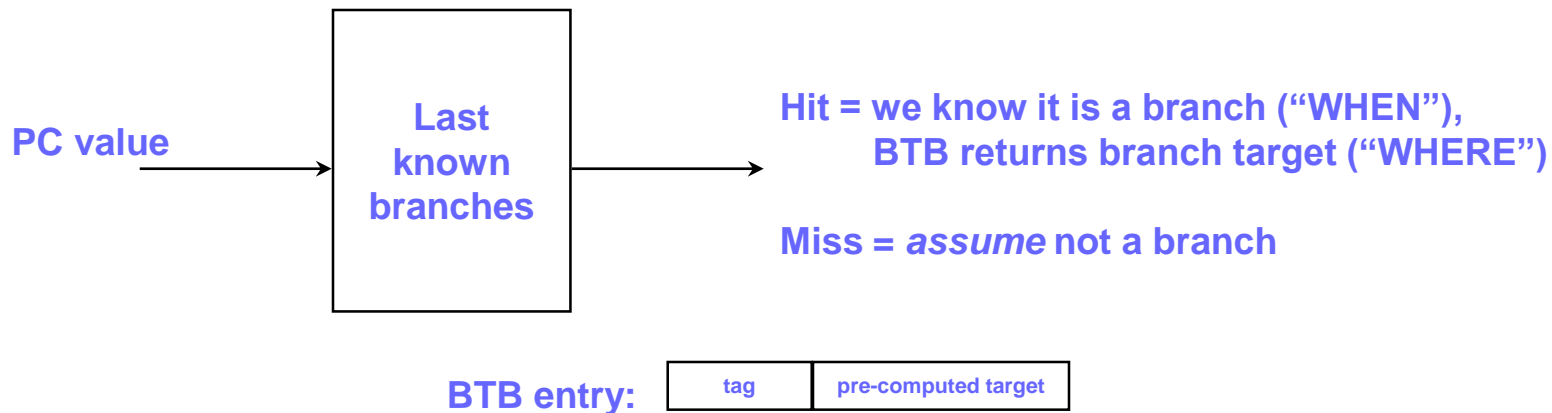 PC value
Last
known
branches
Hit = we know it is a branch (“WHEN”),
BTB returns branch target (“WHERE”)
Miss = assume not a branch
BTB entry:
tag
pre-computed target